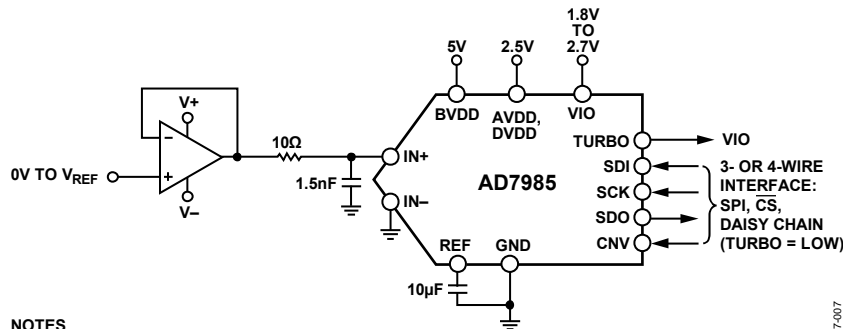 1.8V
TO
2.7V
5V
2.5V
BVDD
AVDD,
DVDD
VIO
V+
−
+
V−
0V TO VREF
10Ω
1.5nF
IN+
IN−
AD7985
TURBO
VIO
SDI
SCK
SDO
CNV
3- OR 4-WIRE
INTERFACE:
SPI, CS,
DAISY CHAIN
(TURBO = LOW)
REF
GND
10µF
NOTES
7-007